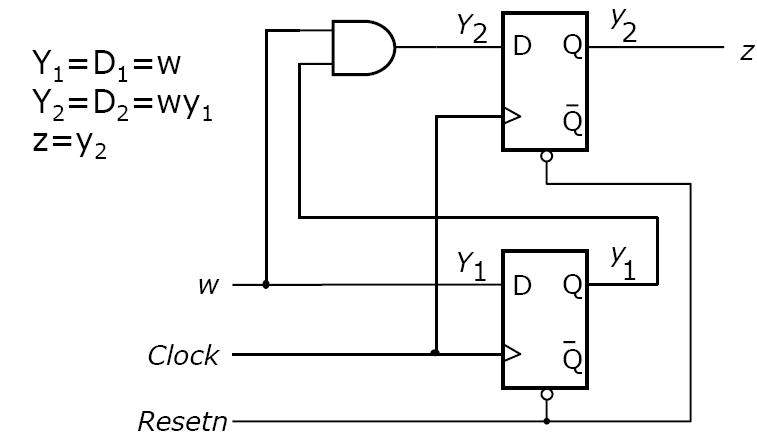 Y₂ D Q y₂ z
Y₁=D₁=w
Y₂=D₂=wy₁
z=y₂
Q̄
w Y₁ D Q y₁
Clock Q̄
Resetn